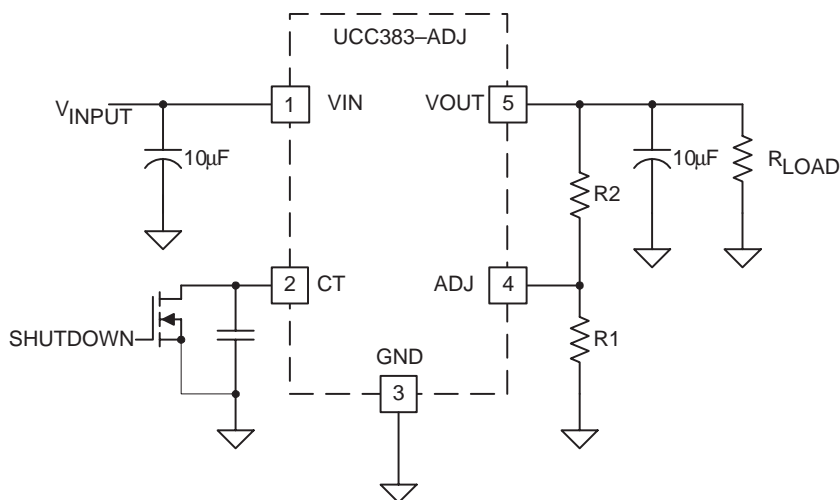 UCC383–ADJ
VINPUT
1
VIN
VOUT
5
10µF
R2
10µF
RLOAD
2
CT
ADJ
4
SHUTDOWN
R1
GND
3